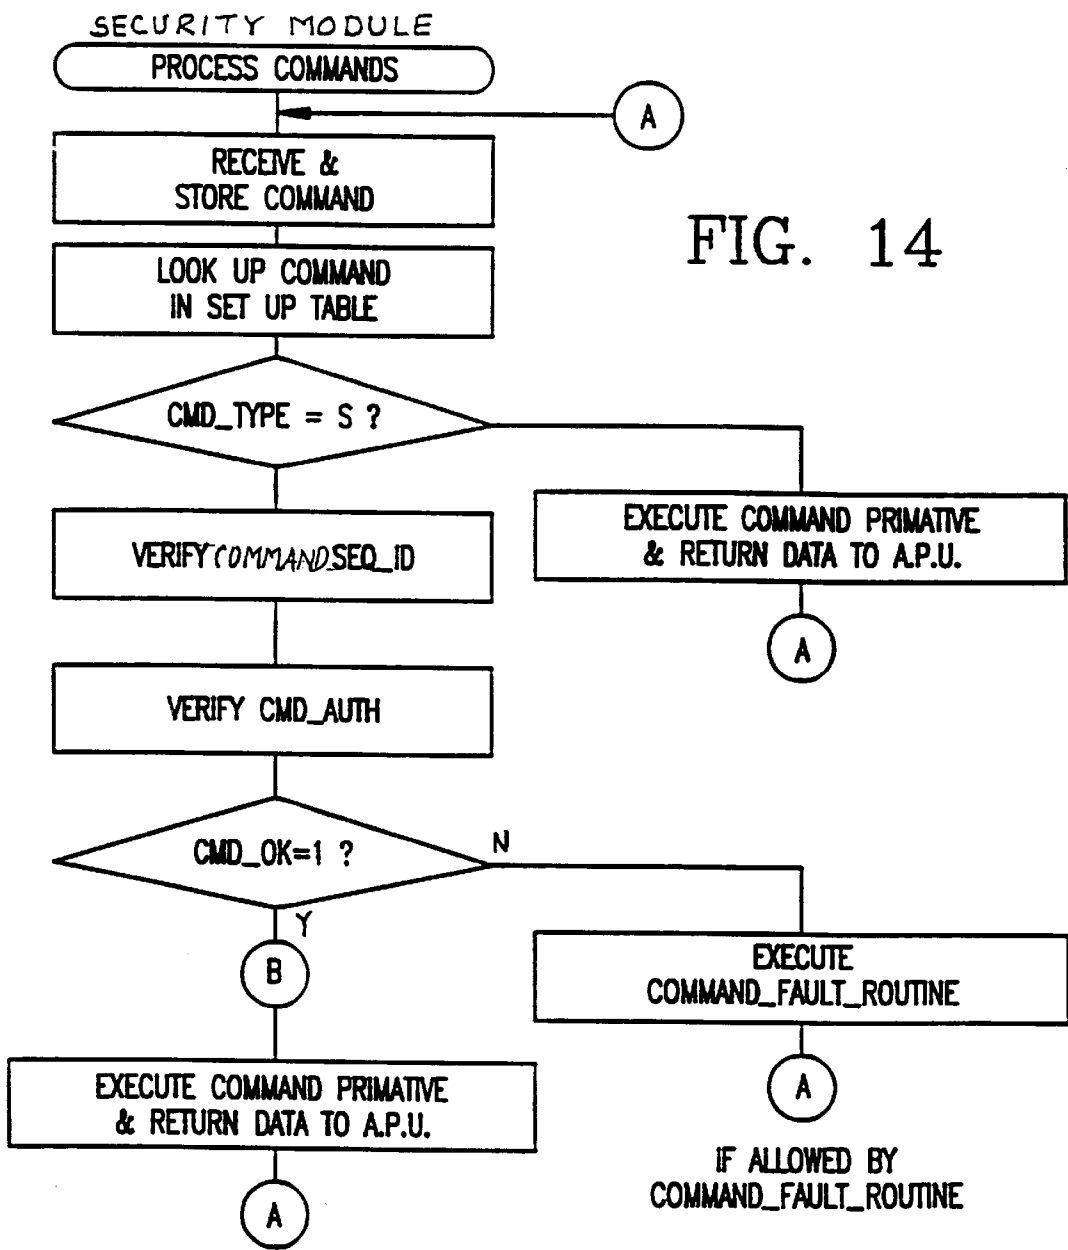 SECURITY MODULE
PROCESS COMMANDS
A
RECEIVE &
STORE COMMAND
FIG. 14
LOOK UP COMMAND
IN SET UP TABLE
CMD_TYPE = S ?
EXECUTE COMMAND PRIMATIVE
& RETURN DATA TO A.P.U.
A
VERIFY COMMAND SEQ_ID
VERIFY CMD_AUTH
CMD_OK=1 ?
N
Y
B
EXECUTE
COMMAND_FAULT_ROUTINE
A
IF ALLOWED BY
COMMAND_FAULT_ROUTINE
EXECUTE COMMAND PRIMATIVE
& RETURN DATA TO A.P.U.
A